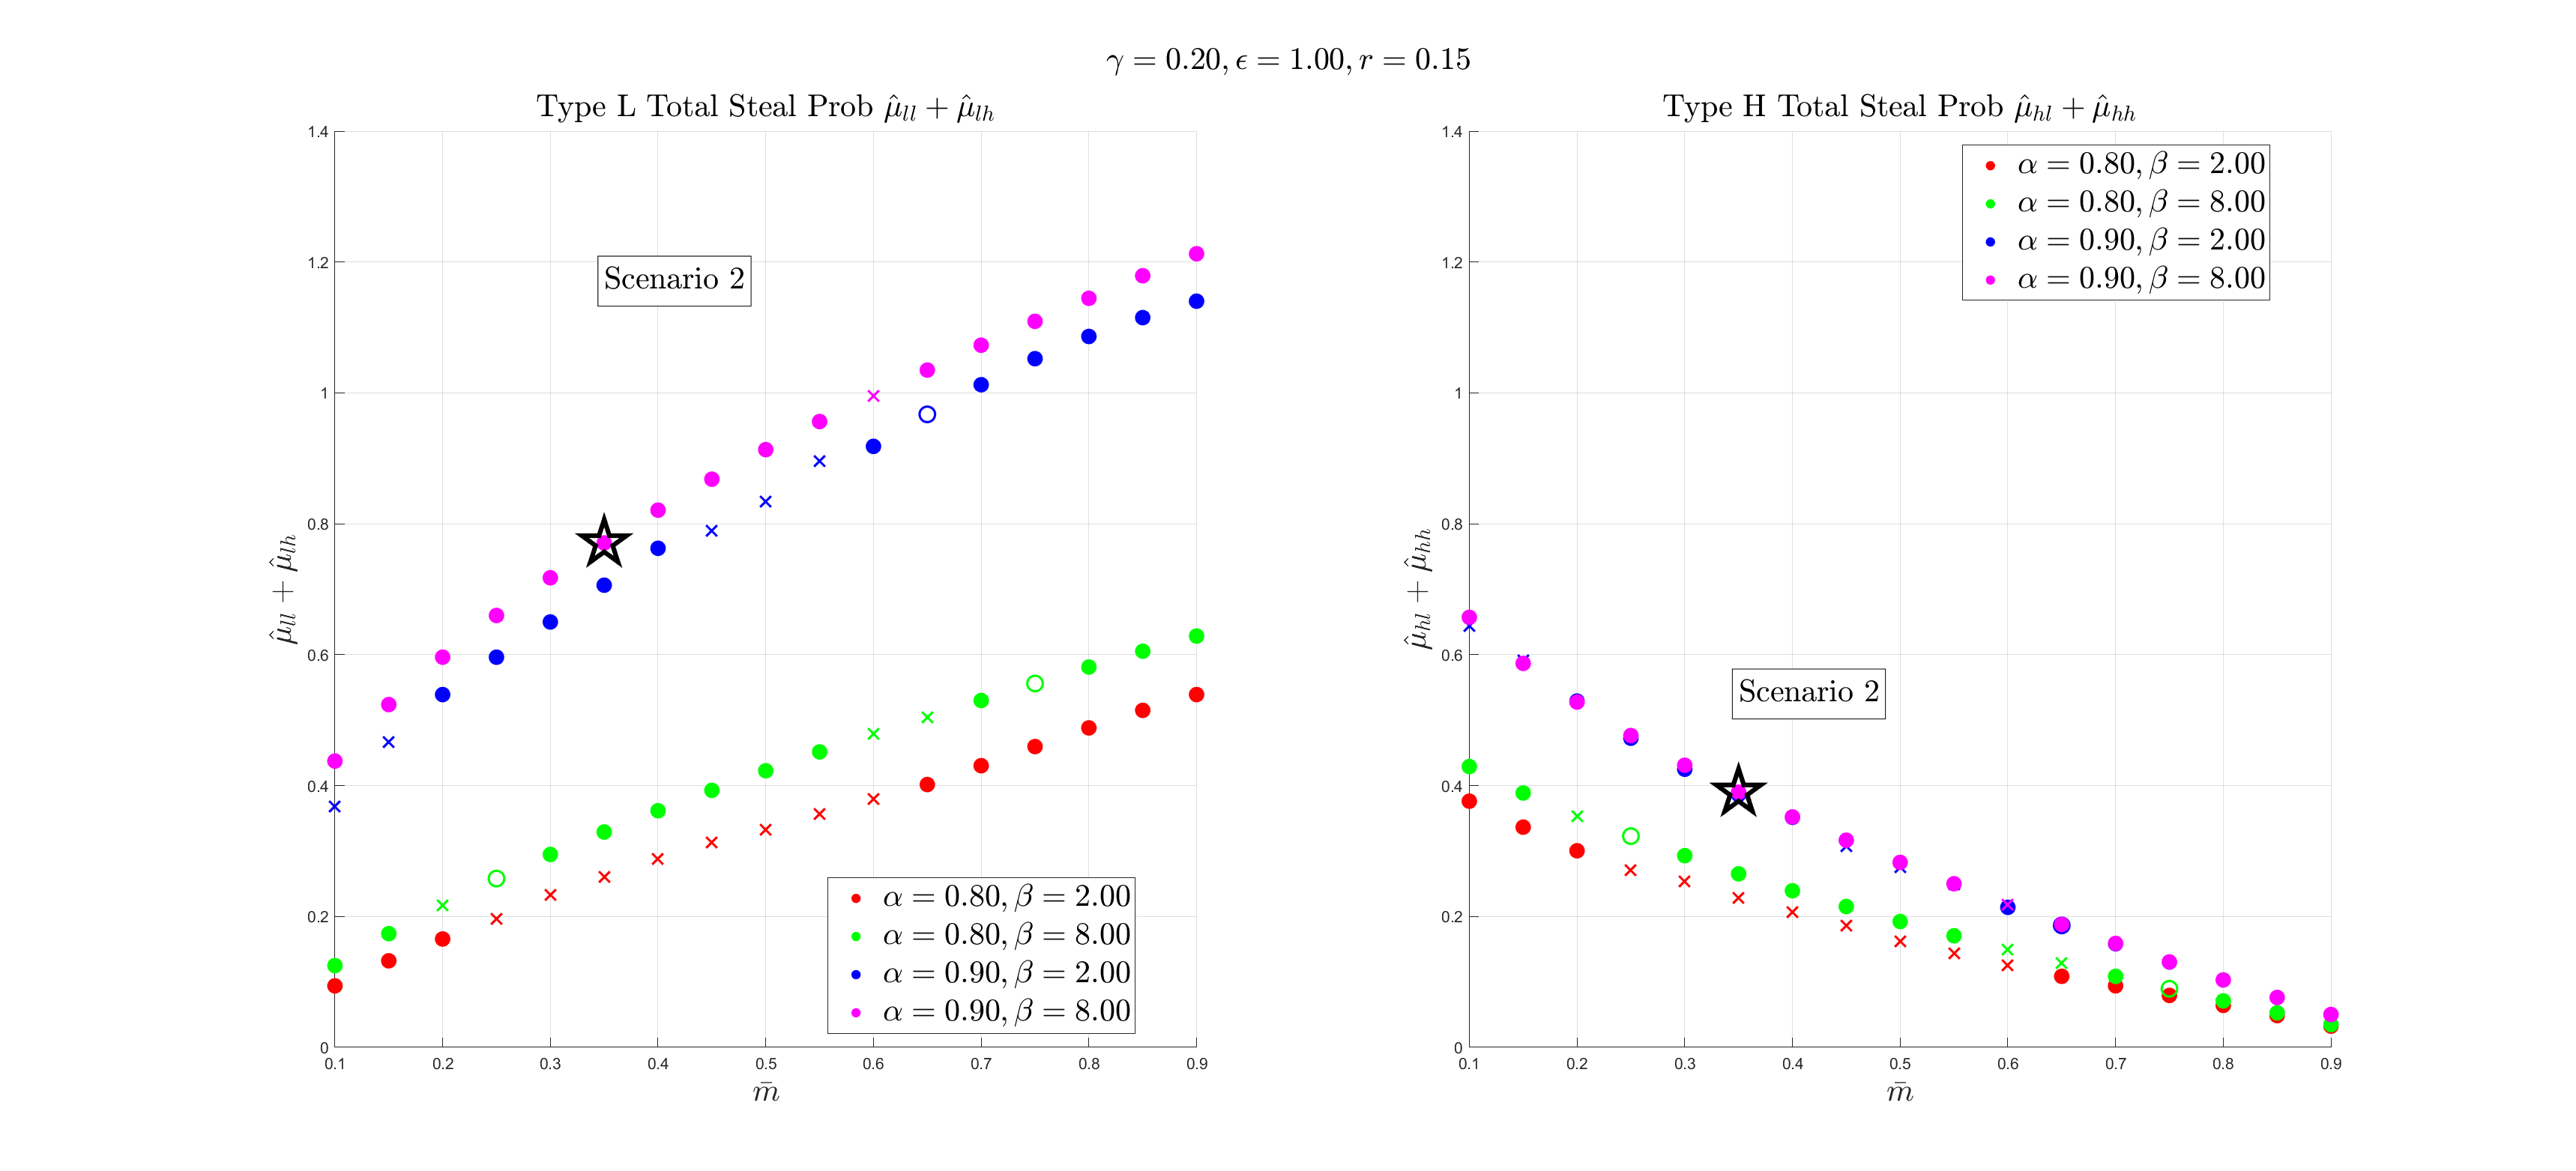 γ = 0.20, ϵ = 1.00, r = 0.15
Type L Total Steal Prob μ̂_ll + μ̂_lh
1.4
1.2
1
0.8
0.6
0.4
0.2
0
μ̂_ll + μ̂_lh
Scenario 2
α = 0.80, β = 2.00
α = 0.80, β = 8.00
α = 0.90, β = 2.00
α = 0.90, β = 8.00
0.1 0.2 0.3 0.4 0.5 0.6 0.7 0.8 0.9
m̄
Type H Total Steal Prob μ̂_hl + μ̂_hh
1.4
1.2
1
0.8
0.6
0.4
0.2
0
μ̂_hl + μ̂_hh
α = 0.80, β = 2.00
α = 0.80, β = 8.00
α = 0.90, β = 2.00
α = 0.90, β = 8.00
Scenario 2
0.1 0.2 0.3 0.4 0.5 0.6 0.7 0.8 0.9
m̄